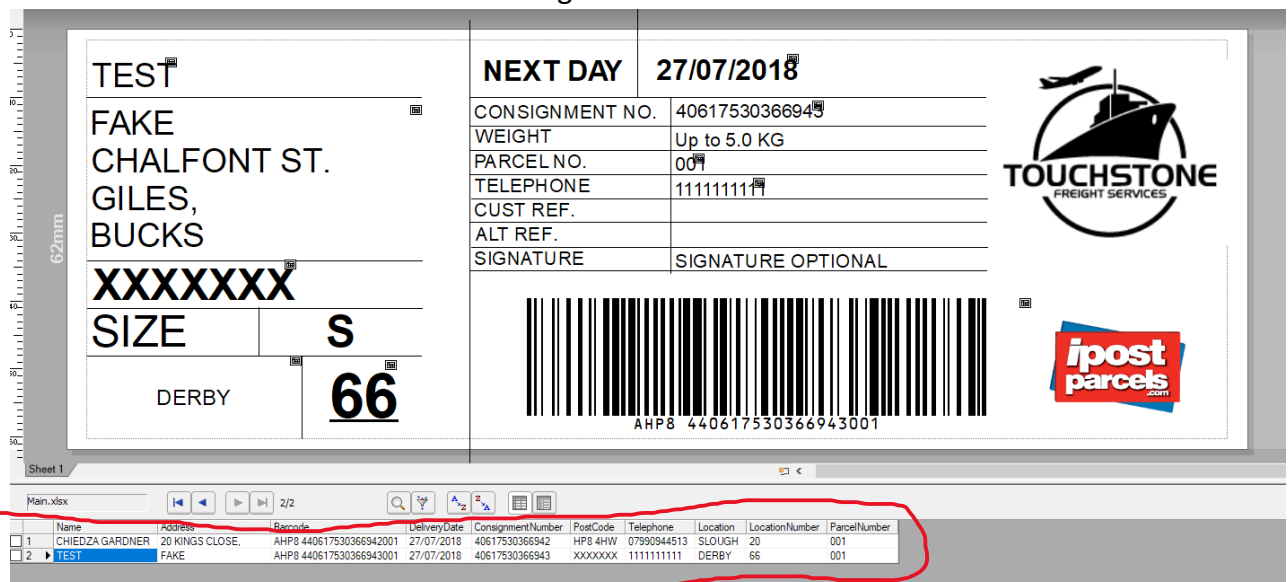 TEST
FAKE
CHALFONT ST.
GILES,
BUCKS
XXXXXXX
SIZE S
DERBY 66
NEXT DAY 27/07/2018
CONSIGNMENT NO. 40617530366943
WEIGHT Up to 5.0 KG
PARCEL NO. 001
TELEPHONE 1111111111
CUST REF.
ALT REF.
SIGNATURE SIGNATURE OPTIONAL
AHP8 440617530366943001
TOUCHSTONE
FREIGHT SERVICES
ipost
parcels
.com
62mm
Sheet 1
Main.xlsx 2/2
Name Address Barcode DeliveryDate ConsignmentNumber PostCode Telephone Location LocationNumber ParcelNumber
1 CHIEDZA GARDNER 20 KINGS CLOSE, AHP8 440617530366942001 27/07/2018 40617530366942 HP8 4HW 07990944513 SLOUGH 20 001
2 TEST FAKE AHP8 440617530366943001 27/07/2018 40617530366943 XXXXXXX 1111111111 DERBY 66 001